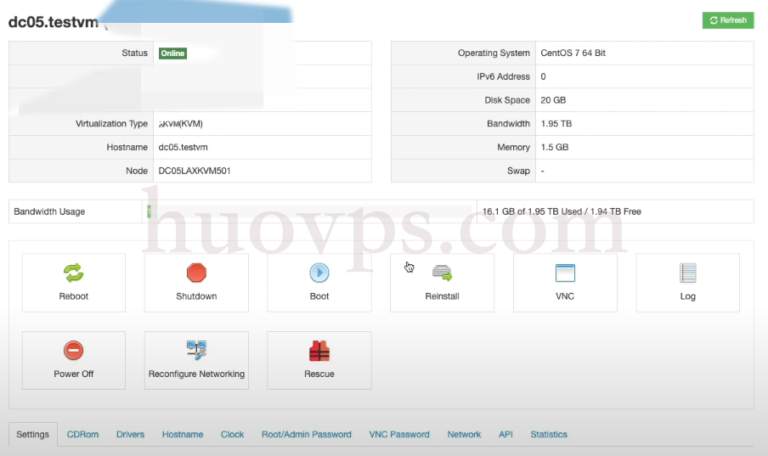 dc05.testvm
Refresh
Status Online
Operating System CentOS 7 64 Bit
IPv6 Address 0
Disk Space 20 GB
Virtualization Type (KVM)
Bandwidth 1.95 TB
Hostname dc05.testvm
Memory 1.5 GB
Node DC05LAXKVM501
Swap -
Bandwidth Usage 16.1 GB of 1.95 TB Used / 1.94 TB Free
huovps.com
Reboot Shutdown Boot Reinstall VNC Log
Power Off Reconfigure Networking Rescue
Settings CDRom Drivers Hostname Clock Root/Admin Password VNC Password Network API Statistics